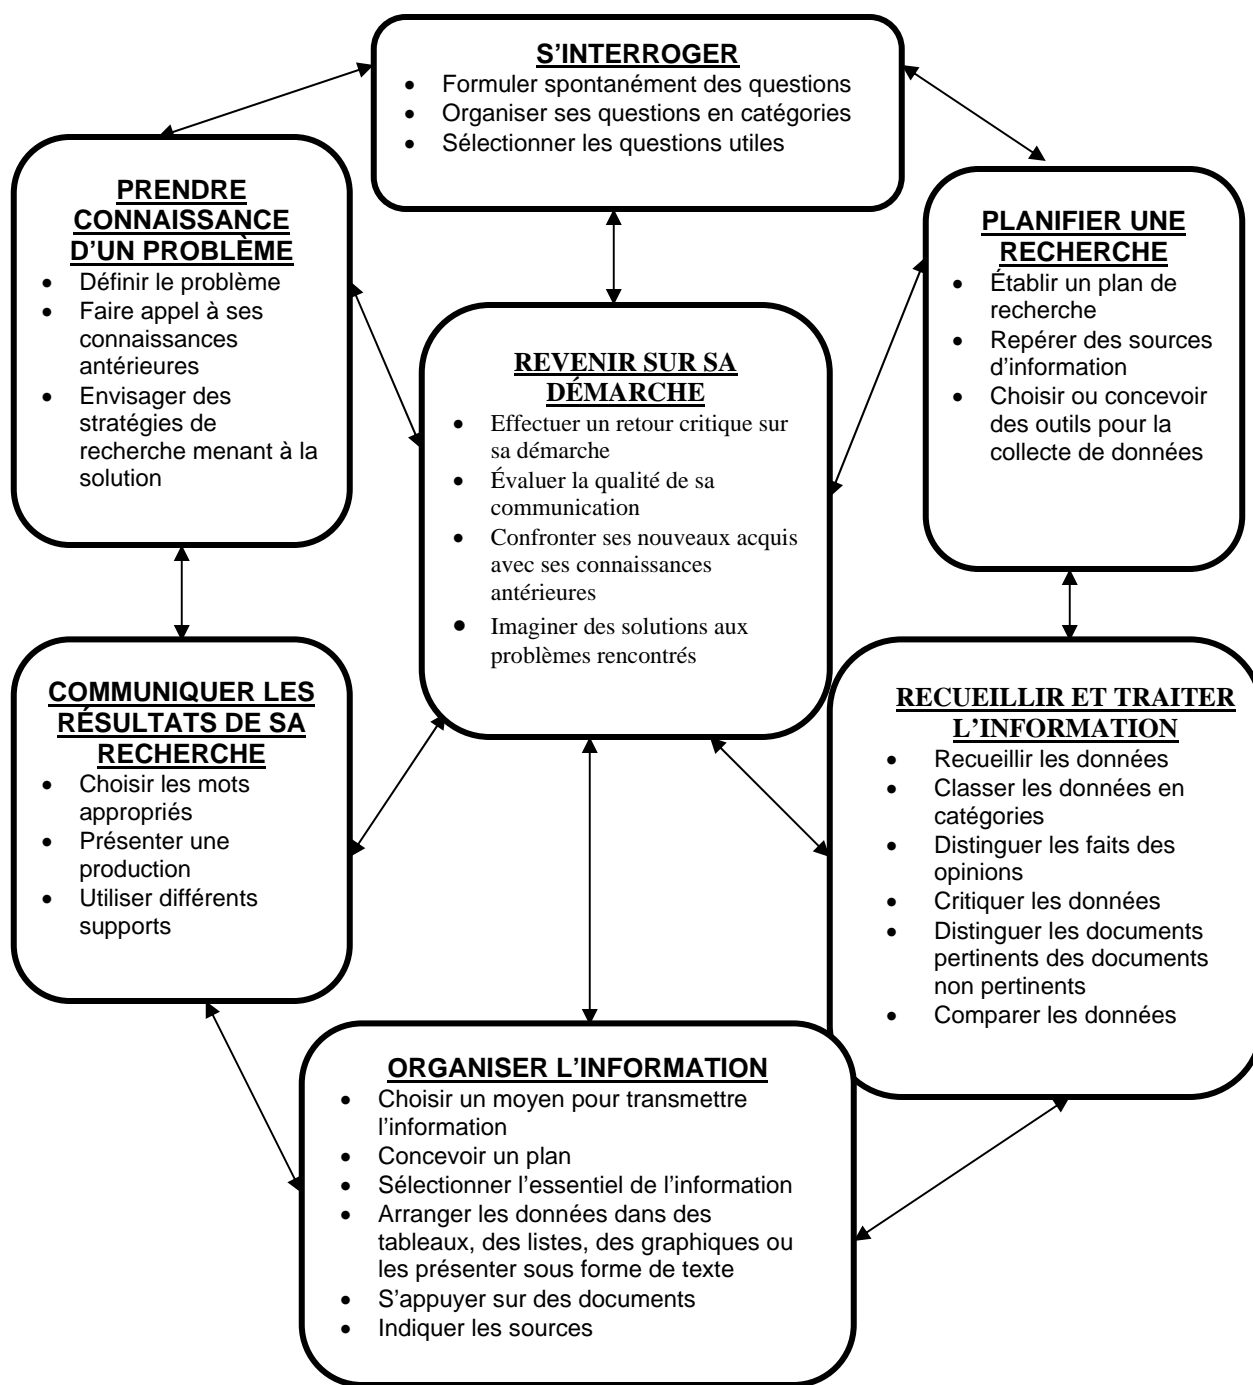 S'INTERROGER
• Formuler spontanément des questions
• Organiser ses questions en catégories
• Sélectionner les questions utiles
PRENDRE
CONNAISSANCE
D'UN PROBLÈME
• Définir le problème
• Faire appel à ses
connaissances
antérieures
• Envisager des
stratégies de
recherche menant à la
solution
PLANIFIER UNE
RECHERCHE
• Établir un plan de
recherche
• Repérer des sources
d'information
• Choisir ou concevoir
des outils pour la
collecte de données
REVENIR SUR SA
DÉMARCHE
• Effectuer un retour critique sur
sa démarche
• Évaluer la qualité de sa
communication
• Confronter ses nouveaux acquis
avec ses connaissances
antérieures
• Imaginer des solutions aux
problèmes rencontrés
COMMUNIQUER LES
RÉSULTATS DE SA
RECHERCHE
• Choisir les mots
appropriés
• Présenter une
production
• Utiliser différents
supports
RECUEILLIR ET TRAITER
L'INFORMATION
• Recueillir les données
• Classer les données en
catégories
• Distinguer les faits des
opinions
• Critiquer les données
• Distinguer les documents
pertinents des documents
non pertinents
• Comparer les données
ORGANISER L'INFORMATION
• Choisir un moyen pour transmettre
l'information
• Concevoir un plan
• Sélectionner l'essentiel de l'information
• Arranger les données dans des
tableaux, des listes, des graphiques ou
les présenter sous forme de texte
• S'appuyer sur des documents
• Indiquer les sources